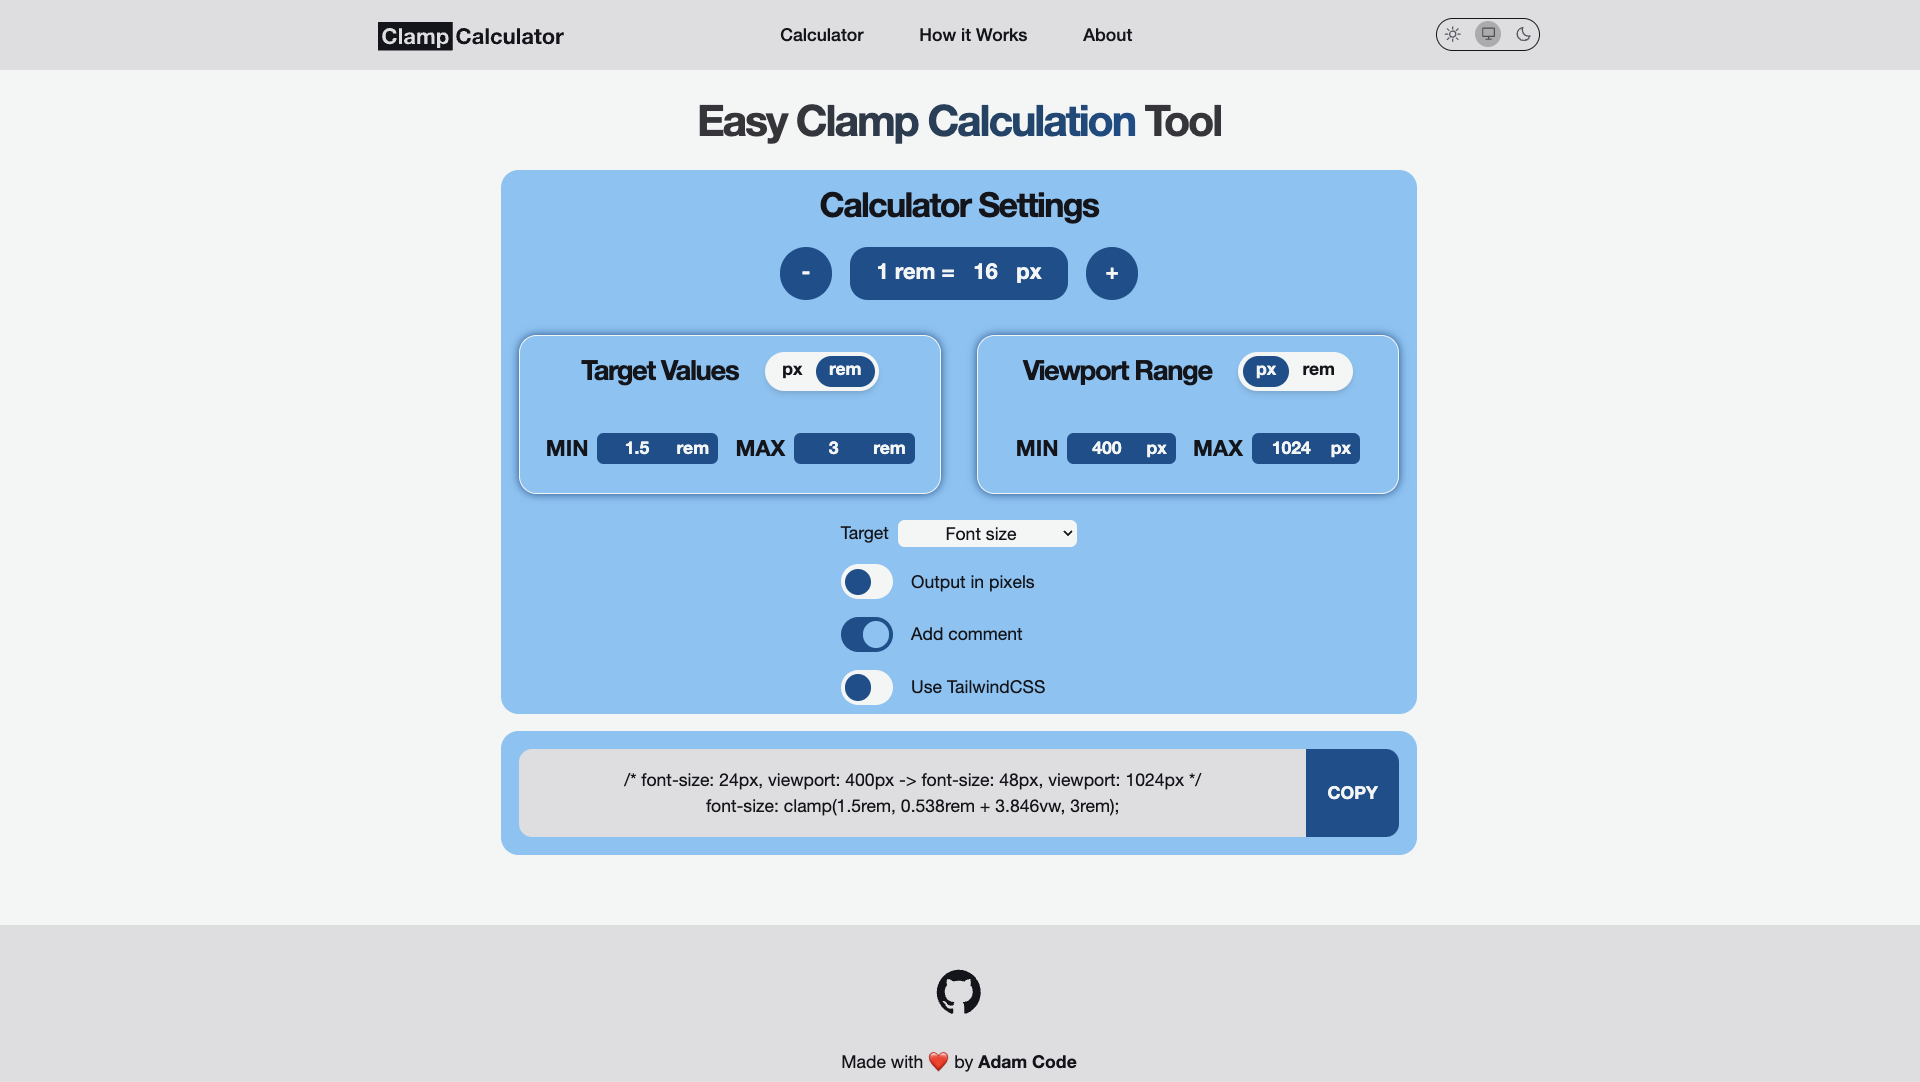 Clamp Calculator
Calculator
How it Works
About
Easy Clamp Calculation Tool
Calculator Settings
-
1 rem = 16 px
+
Target Values
px
rem
MIN
1.5 rem
MAX
3 rem
Viewport Range
px
rem
MIN
400 px
MAX
1024 px
Target
Font size
Output in pixels
Add comment
Use TailwindCSS
/* font-size: 24px, viewport: 400px -> font-size: 48px, viewport: 1024px */
font-size: clamp(1.5rem, 0.538rem + 3.846vw, 3rem);
COPY
Made with ❤️ by Adam Code